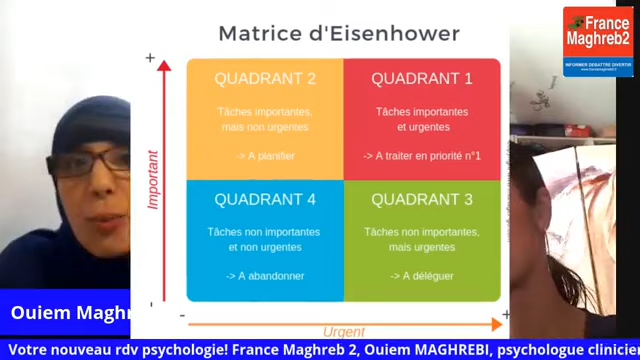 Matrice d'Eisenhower
France
Maghreb2
INFORMER DEBATTRE DIVERTIR
www.francemaghreb2.fr
+
QUADRANT 2
Tâches importantes,
mais non urgentes
-> A planifier
QUADRANT 1
Tâches importantes
et urgentes
-> A traiter en priorité n°1
Important
QUADRANT 4
Tâches non importantes
et non urgentes
-> A abandonner
QUADRANT 3
Tâches non importantes,
mais urgentes
-> A déléguer
-
-
+
Urgent
Ouiem Maghr
Votre nouveau rdv psychologie! France Maghreb 2, Ouiem MAGHREBI, psychologue clinicien